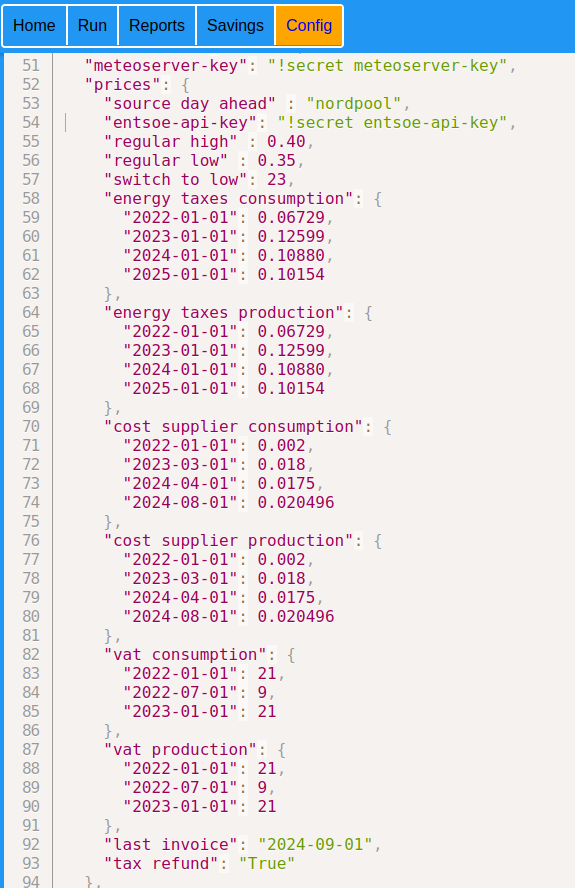 Home Run Reports Savings Config
51 "meteoserver-key": "!secret meteoserver-key",
52 "prices": {
53 "source day ahead" : "nordpool",
54 "entsoe-api-key": "!secret entsoe-api-key",
55 "regular high" : 0.40,
56 "regular low" : 0.35,
57 "switch to low": 23,
58 "energy taxes consumption": {
59 "2022-01-01": 0.06729,
60 "2023-01-01": 0.12599,
61 "2024-01-01": 0.10880,
62 "2025-01-01": 0.10154
63 },
64 "energy taxes production": {
65 "2022-01-01": 0.06729,
66 "2023-01-01": 0.12599,
67 "2024-01-01": 0.10880,
68 "2025-01-01": 0.10154
69 },
70 "cost supplier consumption": {
71 "2022-01-01": 0.002,
72 "2023-03-01": 0.018,
73 "2024-04-01": 0.0175,
74 "2024-08-01": 0.020496
75 },
76 "cost supplier production": {
77 "2022-01-01": 0.002,
78 "2023-03-01": 0.018,
79 "2024-04-01": 0.0175,
80 "2024-08-01": 0.020496
81 },
82 "vat consumption": {
83 "2022-01-01": 21,
84 "2022-07-01": 9,
85 "2023-01-01": 21
86 },
87 "vat production": {
88 "2022-01-01": 21,
89 "2022-07-01": 9,
90 "2023-01-01": 21
91 },
92 "last invoice": "2024-09-01",
93 "tax refund": "True"
94 },